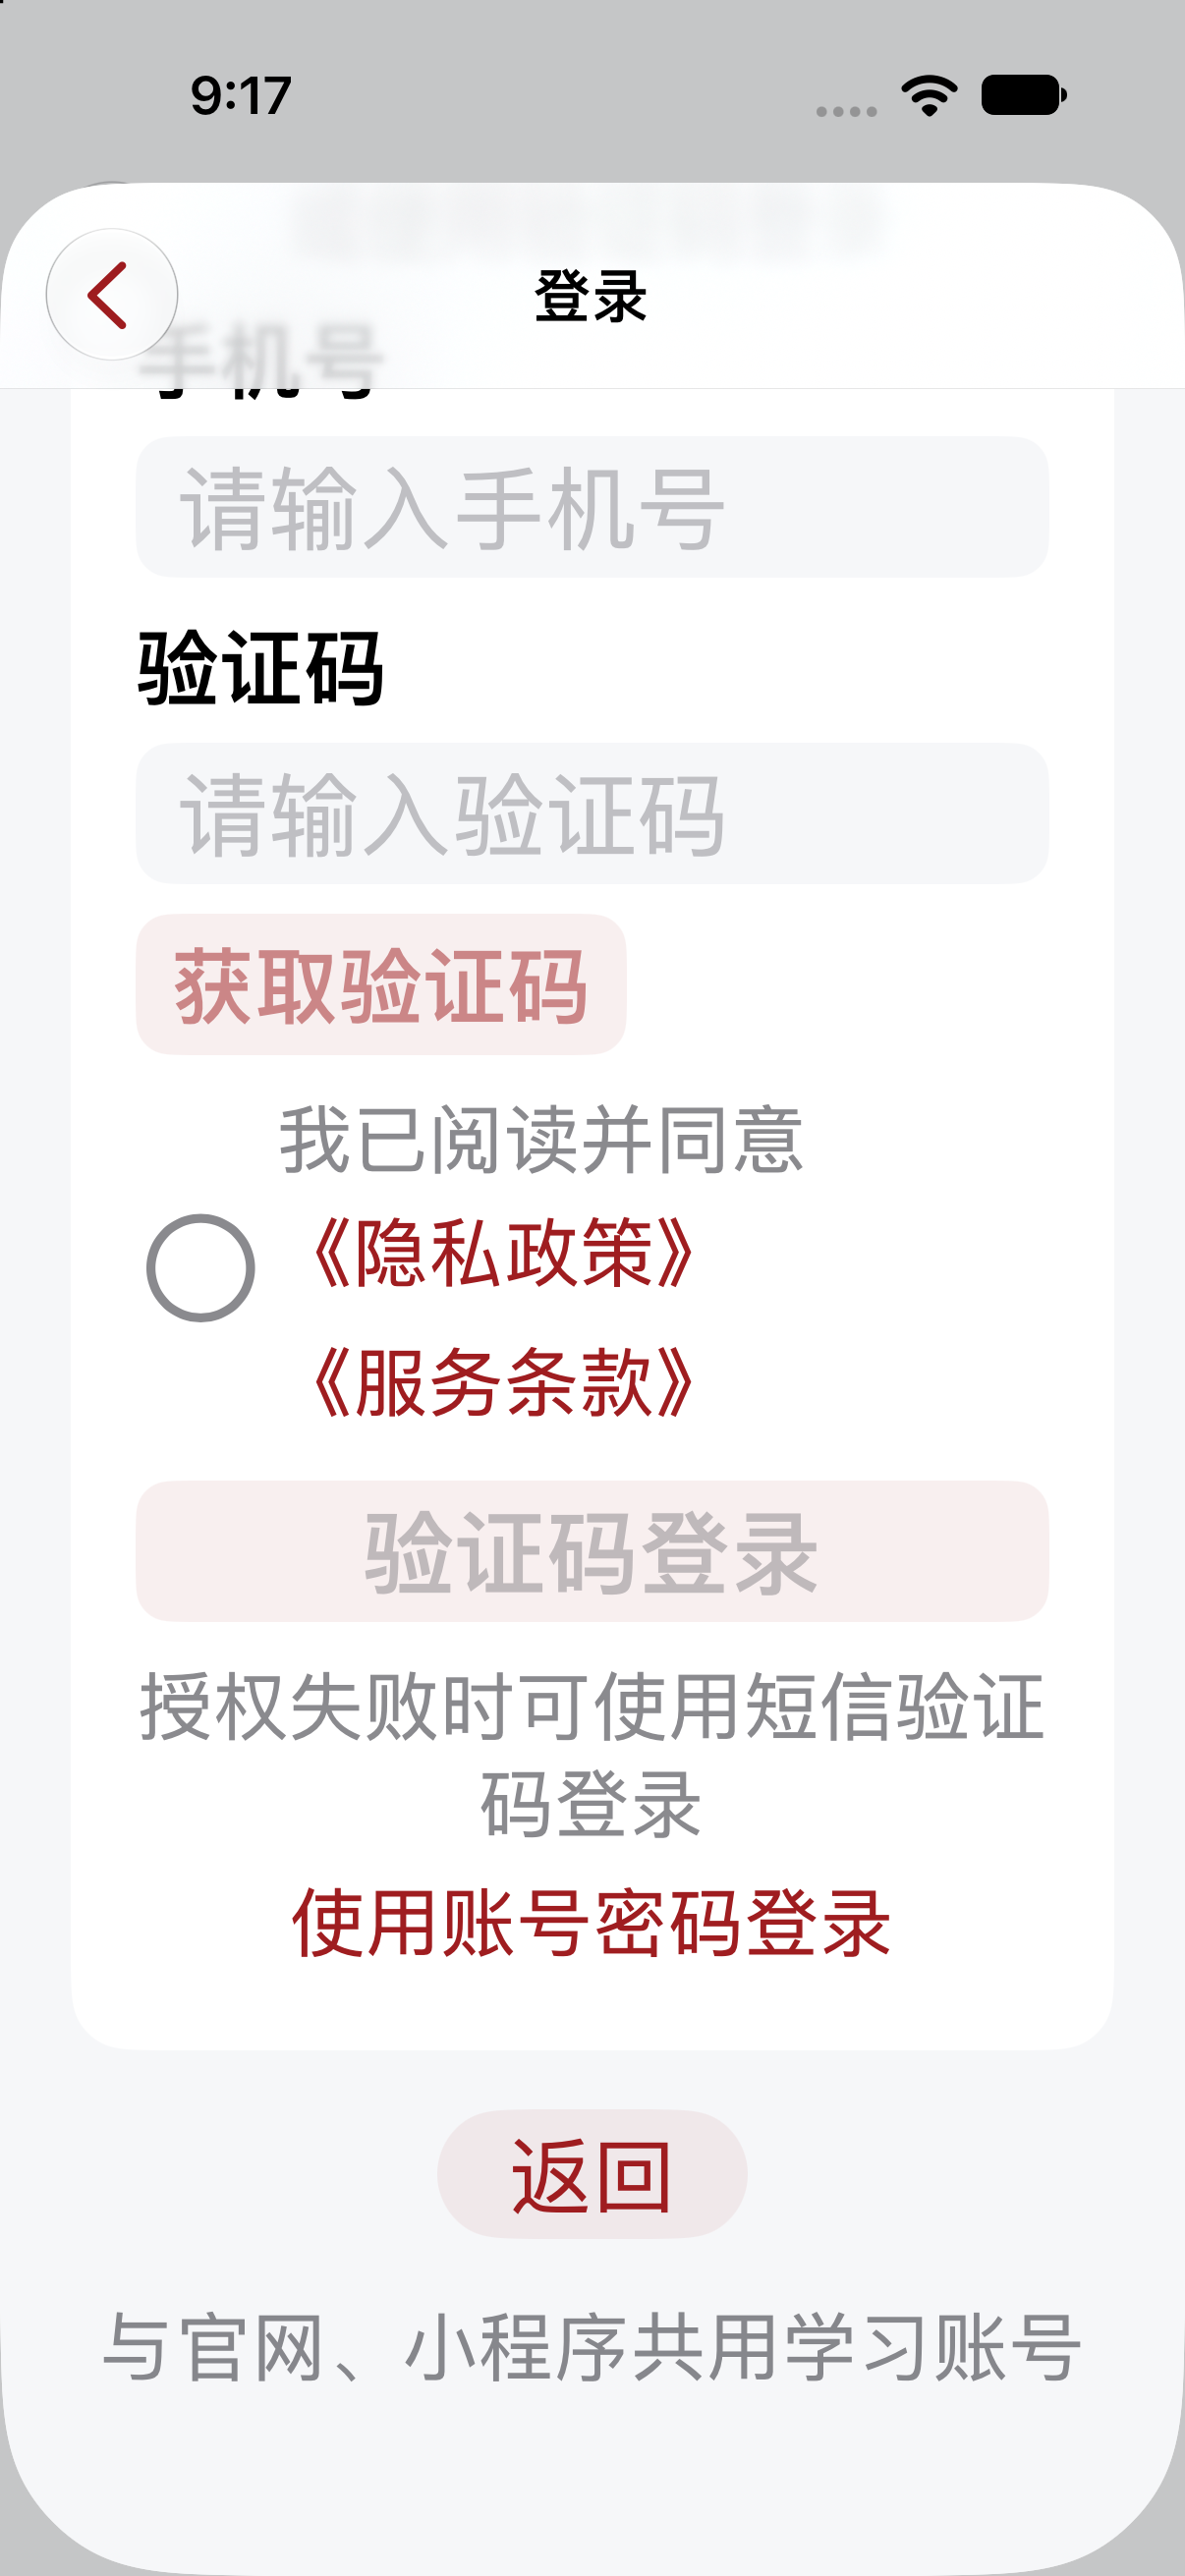 9:17
登录
手机号
请输入手机号
验证码
请输入验证码
获取验证码
我已阅读并同意
《隐私政策》
《服务条款》
验证码登录
授权失败时可使用短信验证
码登录
使用账号密码登录
返回
与官网、小程序共用学习账号